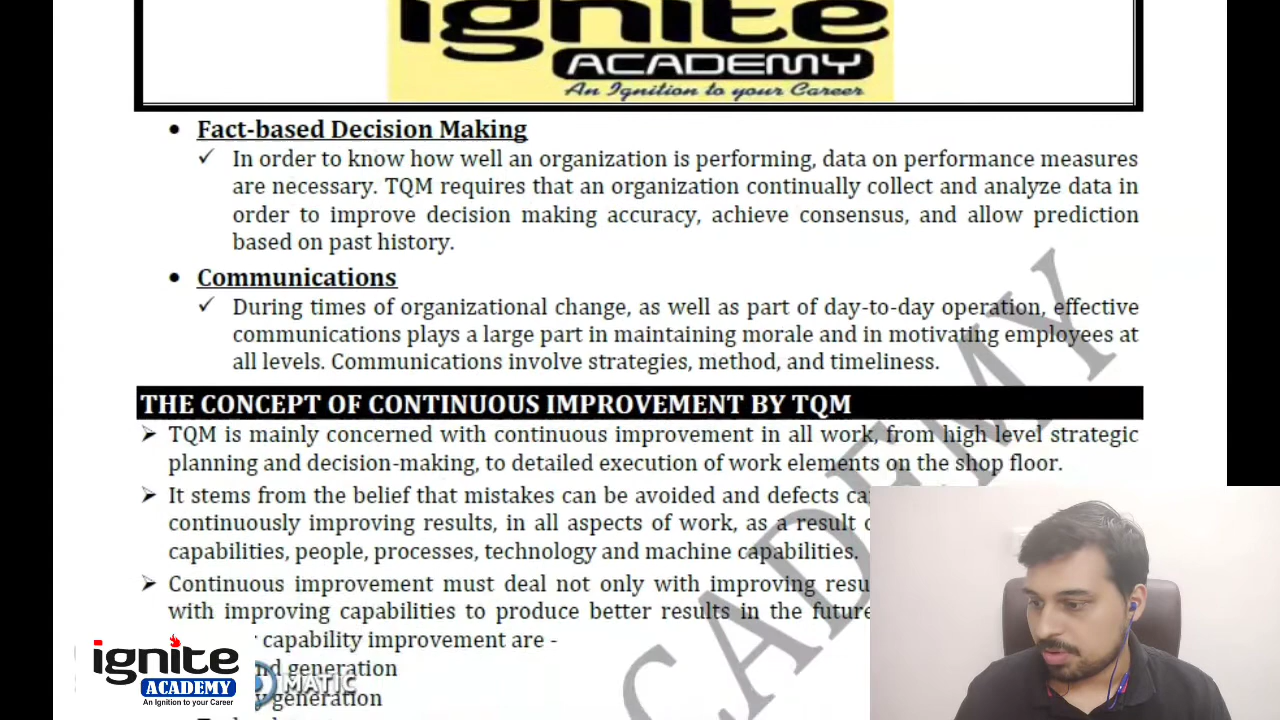 ignite
ACADEMY
An Ignition to your Career
• Fact-based Decision Making
✓ In order to know how well an organization is performing, data on performance measures
are necessary. TQM requires that an organization continually collect and analyze data in
order to improve decision making accuracy, achieve consensus, and allow prediction
based on past history.
• Communications
✓ During times of organizational change, as well as part of day-to-day operation, effective
communications plays a large part in maintaining morale and in motivating employees at
all levels. Communications involve strategies, method, and timeliness.
THE CONCEPT OF CONTINUOUS IMPROVEMENT BY TQM
➢ TQM is mainly concerned with continuous improvement in all work, from high level strategic
planning and decision-making, to detailed execution of work elements on the shop floor.
➢ It stems from the belief that mistakes can be avoided and defects
continuously improving results, in all aspects of work, as a result
capabilities, people, processes, technology and machine capabilities.
➢ Continuous improvement must deal not only with improving
with improving capabilities to produce better results in the future
capability improvement are -
generation
generation
ACADEMY
ignite
ACADEMY
An Ignition to your Career
MATIC